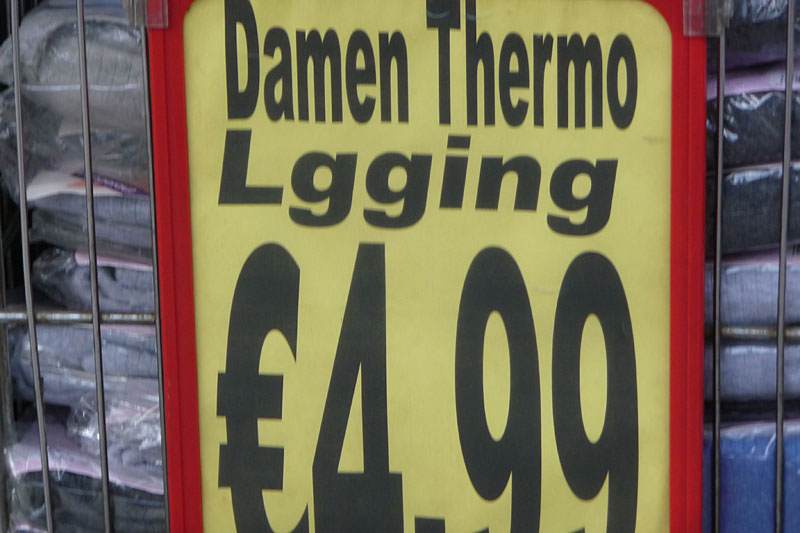 Damen Thermo
Lgging
€4.99